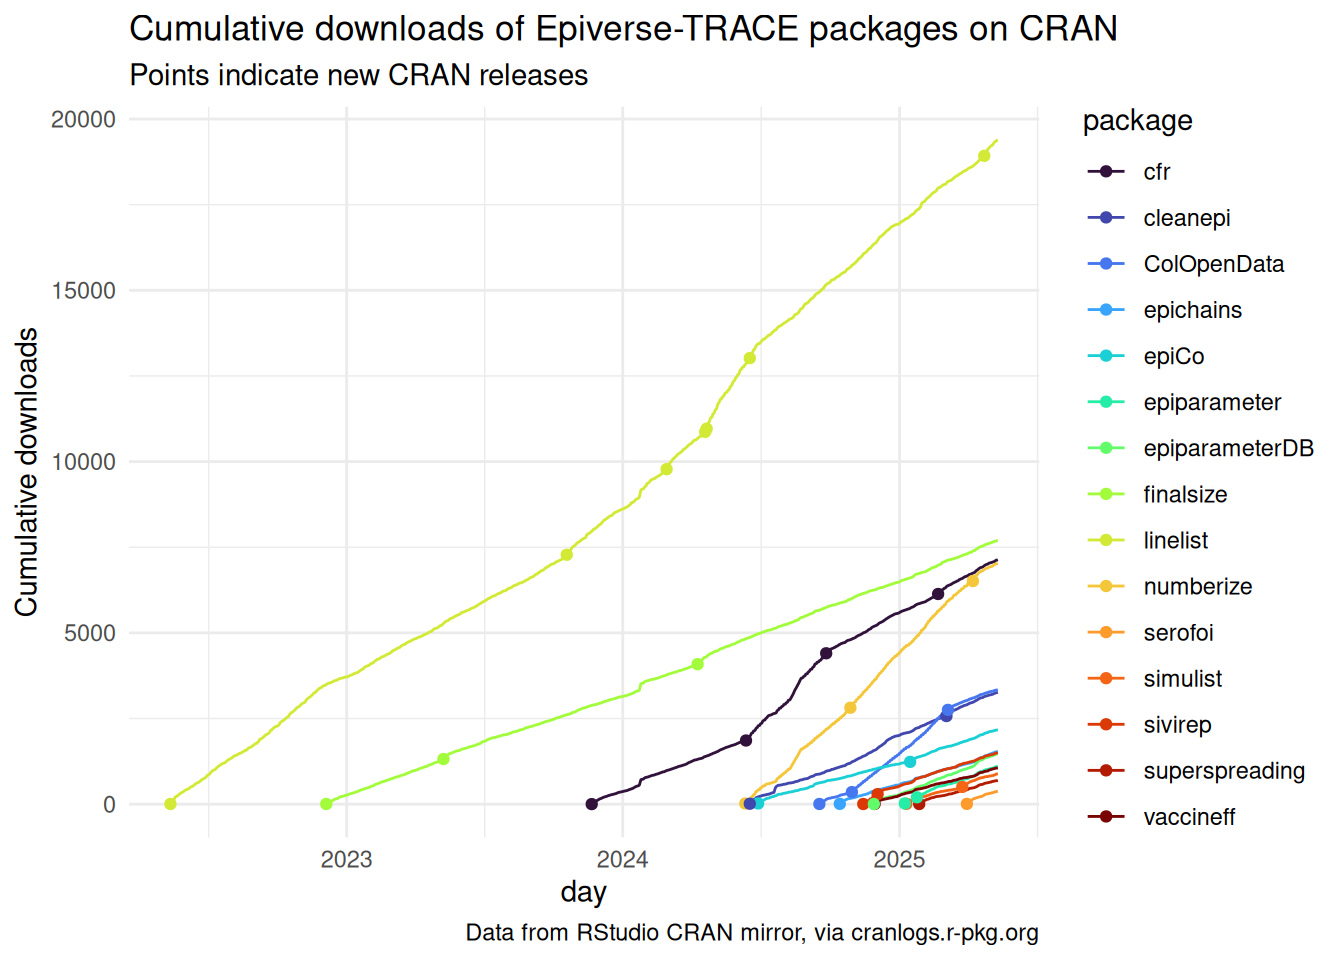 Cumulative downloads of Epiverse-TRACE packages on CRAN
Points indicate new CRAN releases
20000
15000
10000
5000
0
Cumulative downloads
2023
2024
2025
day
package
cfr
cleanepi
ColOpenData
epichains
epiCo
epiparameter
epiparameterDB
finalsize
linelist
numberize
serofoi
simulist
sivirep
superspreading
vaccineff
Data from RStudio CRAN mirror, via cranlogs.r-pkg.org